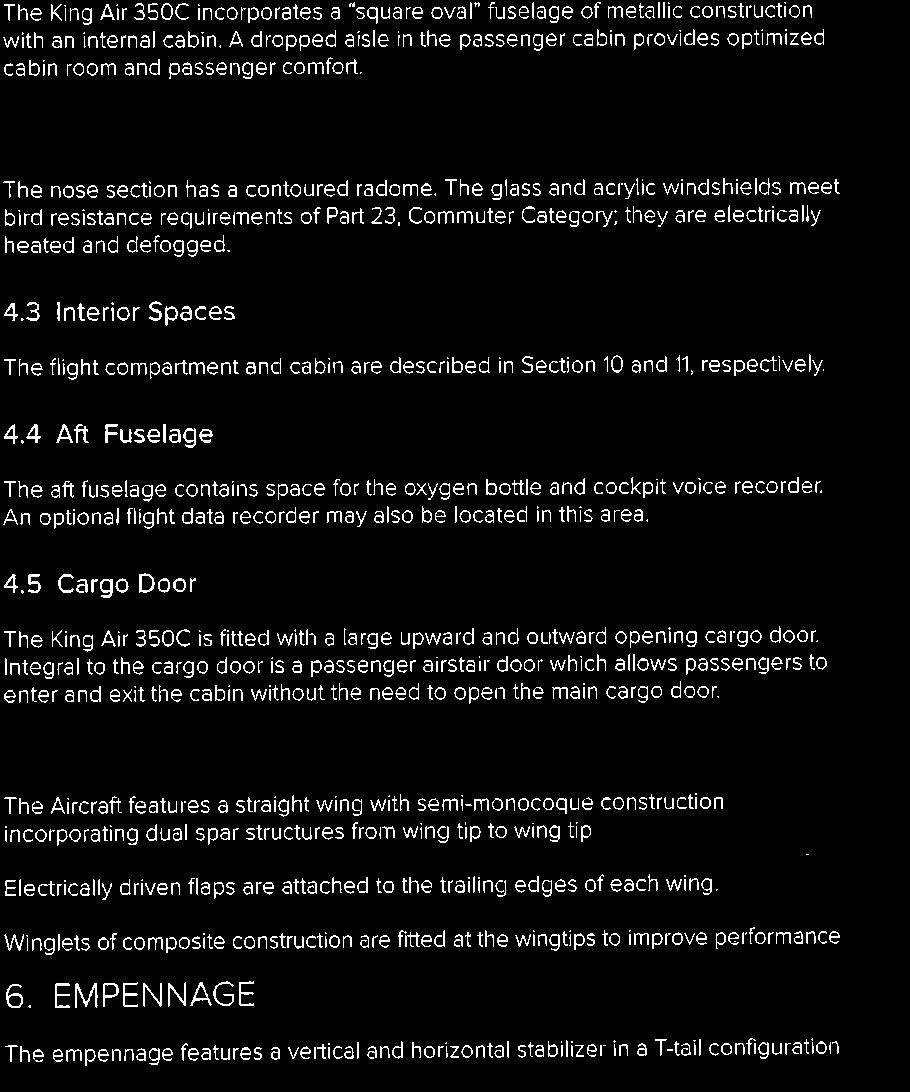 The King Air 350C incorporates a "square oval" fuselage of metallic construction
with an internal cabin. A dropped aisle in the passenger cabin provides optimized
cabin room and passenger comfort.
The nose section has a contoured radome. The glass and acrylic windshields meet
bird resistance requirements of Part 23, Commuter Category; they are electrically
heated and defogged.
4.3 Interior Spaces
The flight compartment and cabin are described in Section 10 and 11, respectively.
4.4 Aft Fuselage
The aft fuselage contains space for the oxygen bottle and cockpit voice recorder.
An optional flight data recorder may also be located in this area.
4.5 Cargo Door
The King Air 350C is fitted with a large upward and outward opening cargo door.
Integral to the cargo door is a passenger airstair door which allows passengers to
enter and exit the cabin without the need to open the main cargo door.
The Aircraft features a straight wing with semi-monocoque construction
incorporating dual spar structures from wing tip to wing tip
Electrically driven flaps are attached to the trailing edges of each wing.
Winglets of composite construction are fitted at the wingtips to improve performance
6. EMPENNAGE
The empennage features a vertical and horizontal stabilizer in a T-tail configuration